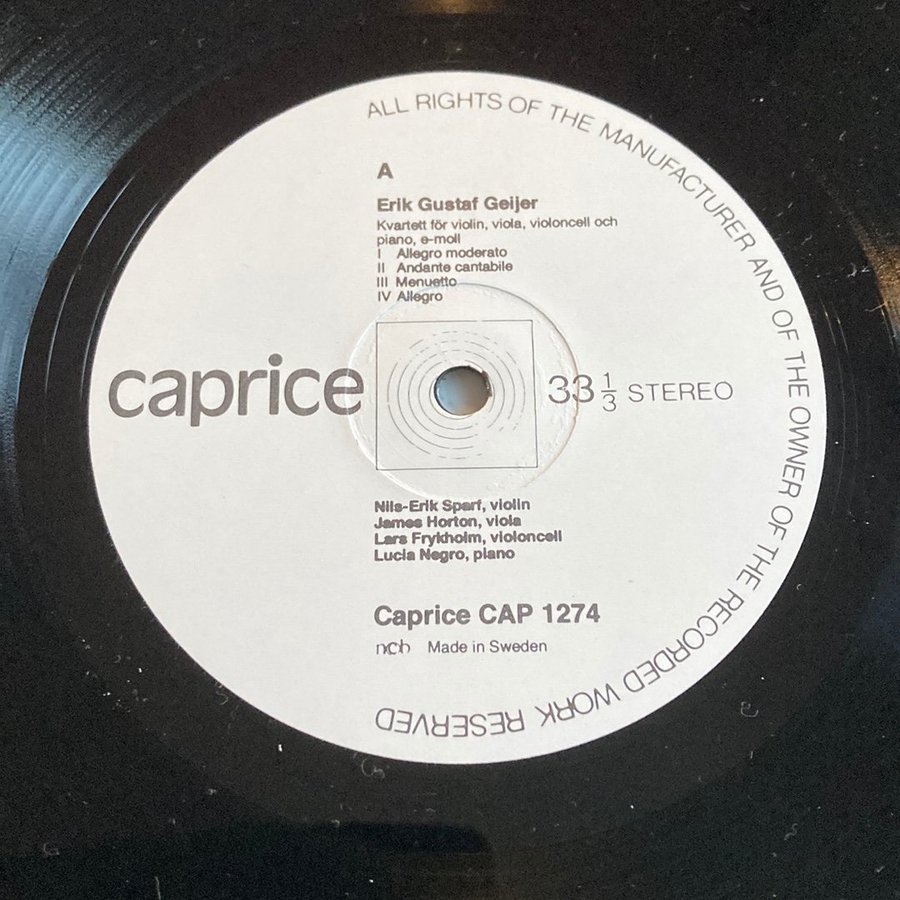 ALL RIGHTS OF THE MANUFACTURER AND OF THE OWNER OF THE RECORDED WORK RESERVED
A
Erik Gustaf Geijer
Kvartett för violin, viola, violoncell och
piano, e-moll
I Allegro moderato
II Andante cantabile
III Menuetto
IV Allegro
caprice
33 1/3 STEREO
Nils-Erik Sparf, violin
James Horton, viola
Lars Frykholm, violoncell
Lucia Negro, piano
Caprice CAP 1274
ncb Made in Sweden